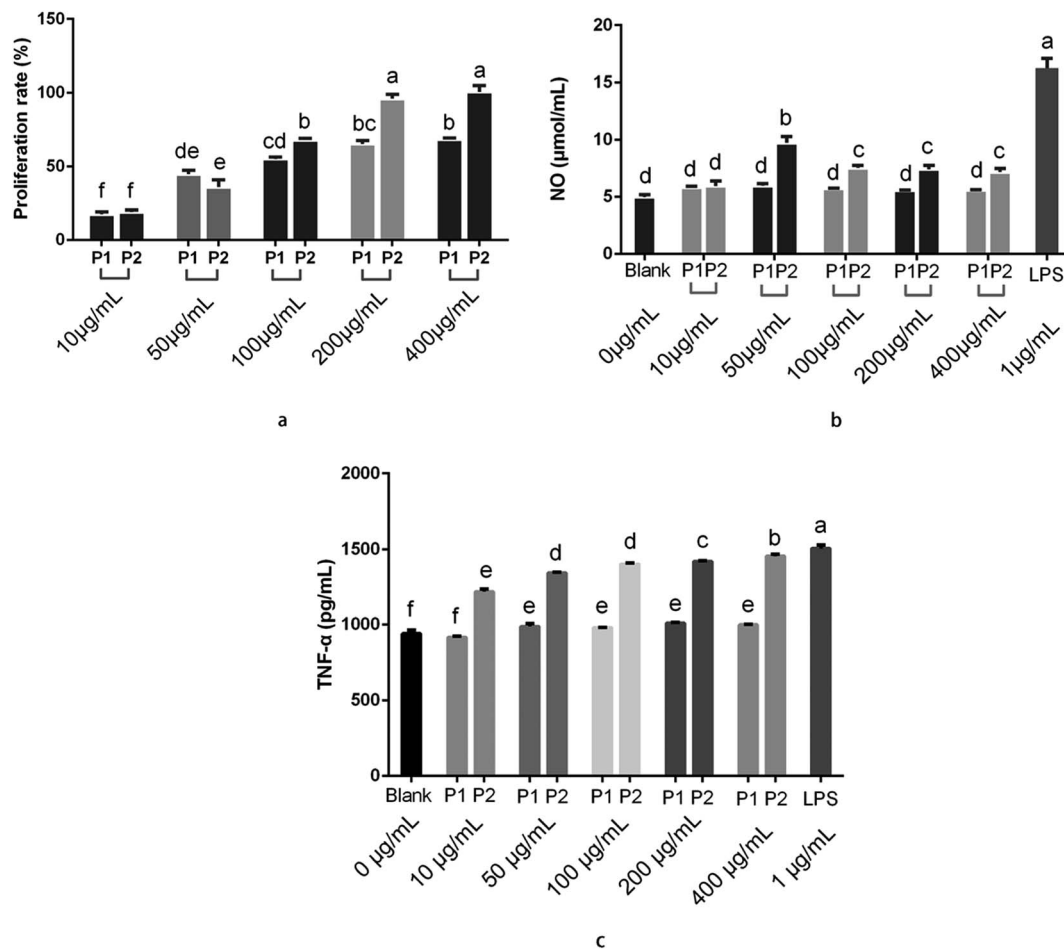 Proliferation rate (%)
150
100
50
0
f f
de e
cd b
bc a
b a
P1 P2 P1 P2 P1 P2 P1 P2 P1 P2
10μg/mL 50μg/mL 100μg/mL 200μg/mL 400μg/mL
a
NO (μmol/mL)
20
15
10
5
0
d d d d b d c d c d c a
Blank P1P2 P1P2 P1P2 P1P2 P1P2 LPS
0μg/mL 10μg/mL 50μg/mL 100μg/mL 200μg/mL 400μg/mL 1μg/mL
b
TNF-α (pg/mL)
2000
1500
1000
500
0
f f e e d e d e c e b a
Blank P1 P2 P1 P2 P1 P2 P1 P2 P1 P2 LPS
0 μg/mL 10 μg/mL 50 μg/mL 100 μg/mL 200 μg/mL 400 μg/mL 1 μg/mL
c